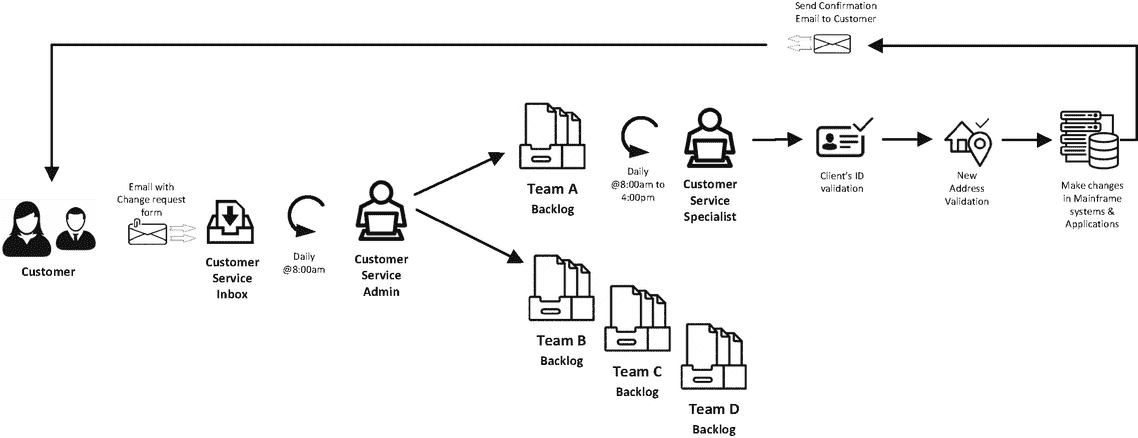 Send Confirmation
Email to Customer
Email with
Change request
form
Customer
Customer
Service
Inbox
Daily
@8:00am
Customer
Service
Admin
Team A
Backlog
Daily
@8:00am to
4:00pm
Customer
Service
Specialist
Client's ID
validation
New
Address
Validation
Make changes
in Mainframe
systems &
Applications
Team B
Backlog
Team C
Backlog
Team D
Backlog